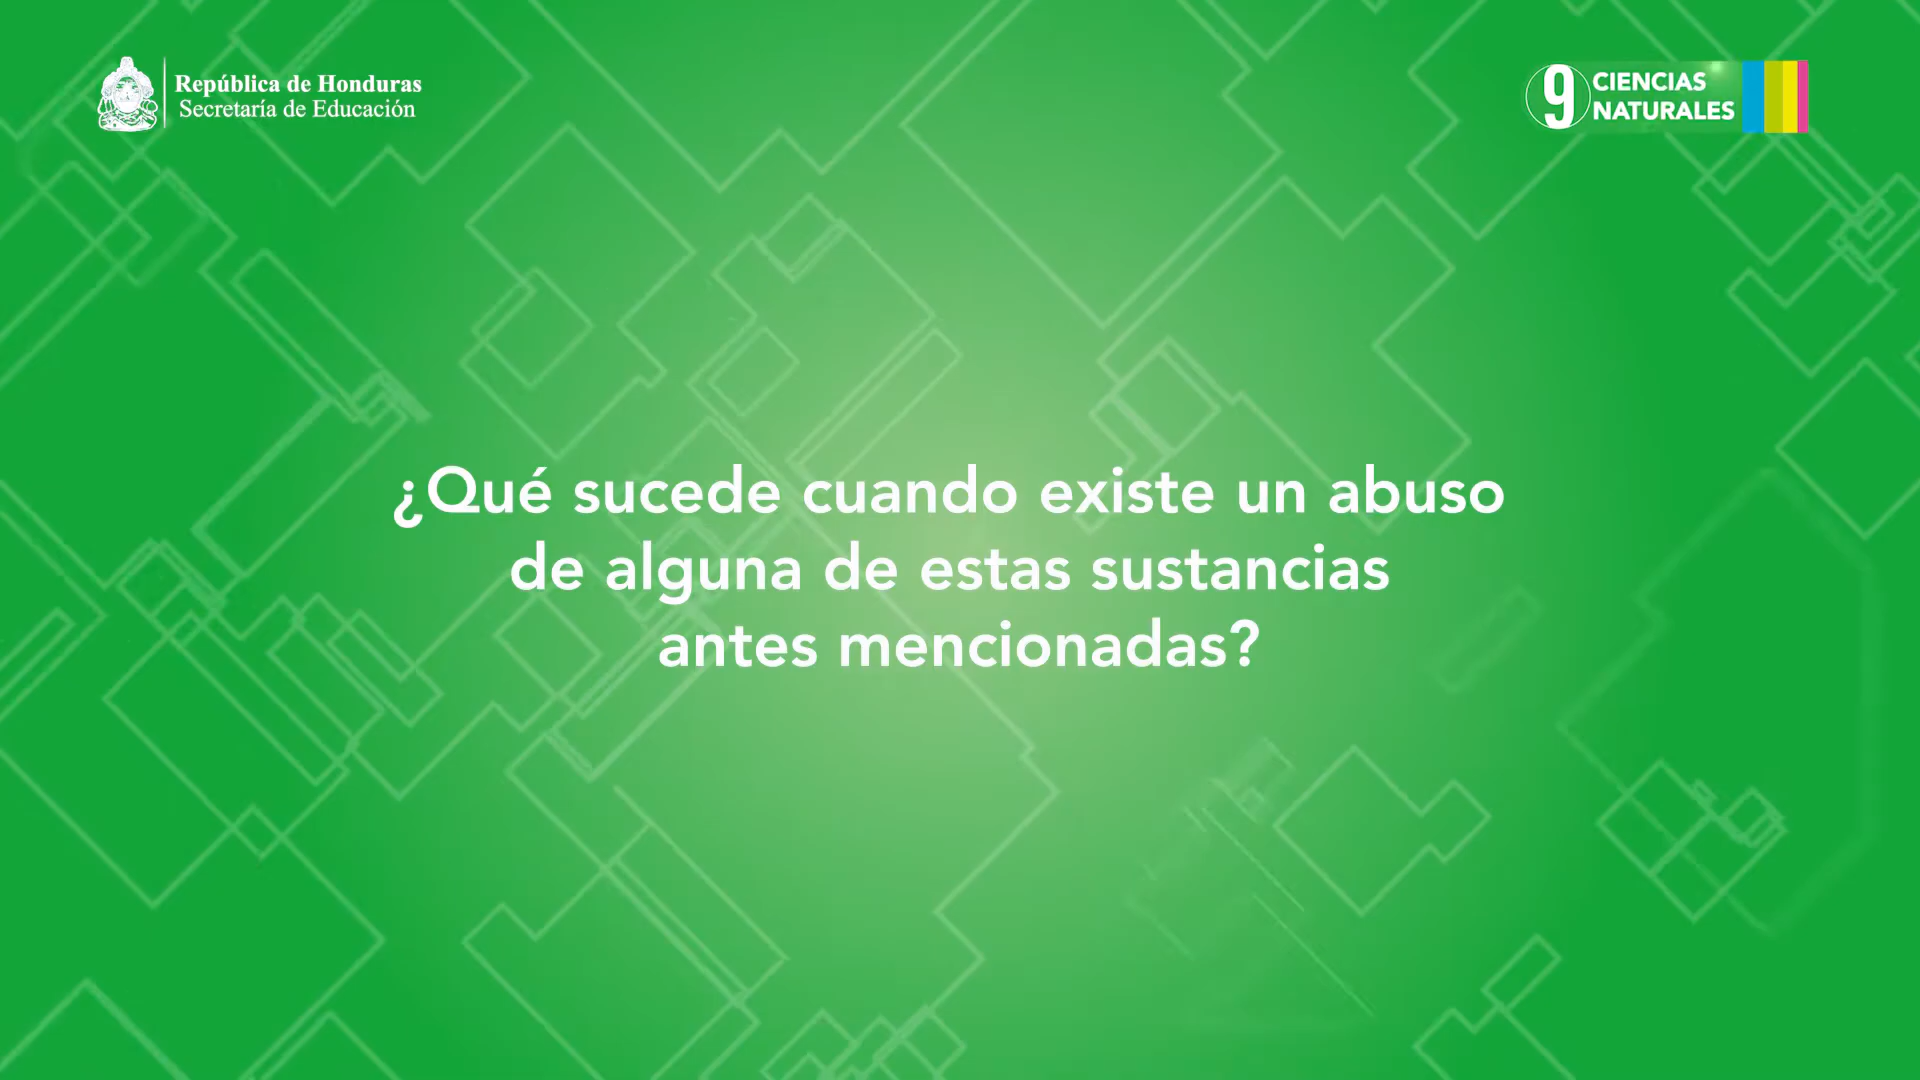 República de Honduras
Secretaría de Educación
9 CIENCIAS
NATURALES
¿Qué sucede cuando existe un abuso
de alguna de estas sustancias
antes mencionadas?